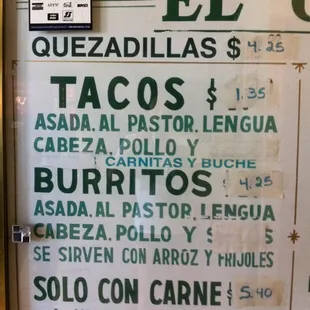 EL
QUEZADILLAS $ 4.25
TACOS $ 1.35
ASADA, AL PASTOR, LENGUA
CABEZA, POLLO Y
CARNITAS Y BUCHE
BURRITOS 4.25
ASADA, AL PASTOR, LENGUA
CABEZA, POLLO Y S
SE SIRVEN CON ARROZ Y FRIJOLES
SOLO CON CARNE $ 5.40